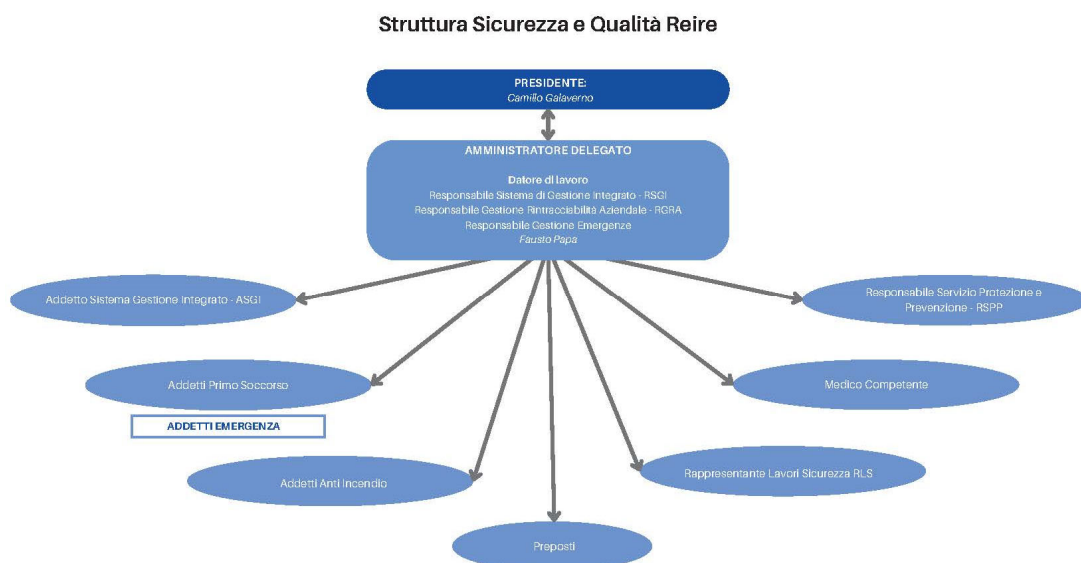 Struttura Sicurezza e Qualità Reire
PRESIDENTE:
Camillo Galaverno
AMMINISTRATORE DELEGATO
Datore di lavoro
Responsabile Sistema di Gestione Integrato - RSGI
Responsabile Gestione Rintracciabilità Aziendale - RGRA
Responsabile Gestione Emergenze
Fausto Papa
Addetto Sistema Gestione Integrato - ASGI
Responsabile Servizio Protezione e
Prevenzione - RSPP
Addetti Primo Soccorso
Medico Competente
ADDETTI EMERGENZA
Addetti Anti Incendio
Rappresentante Lavori Sicurezza RLS
Preposti